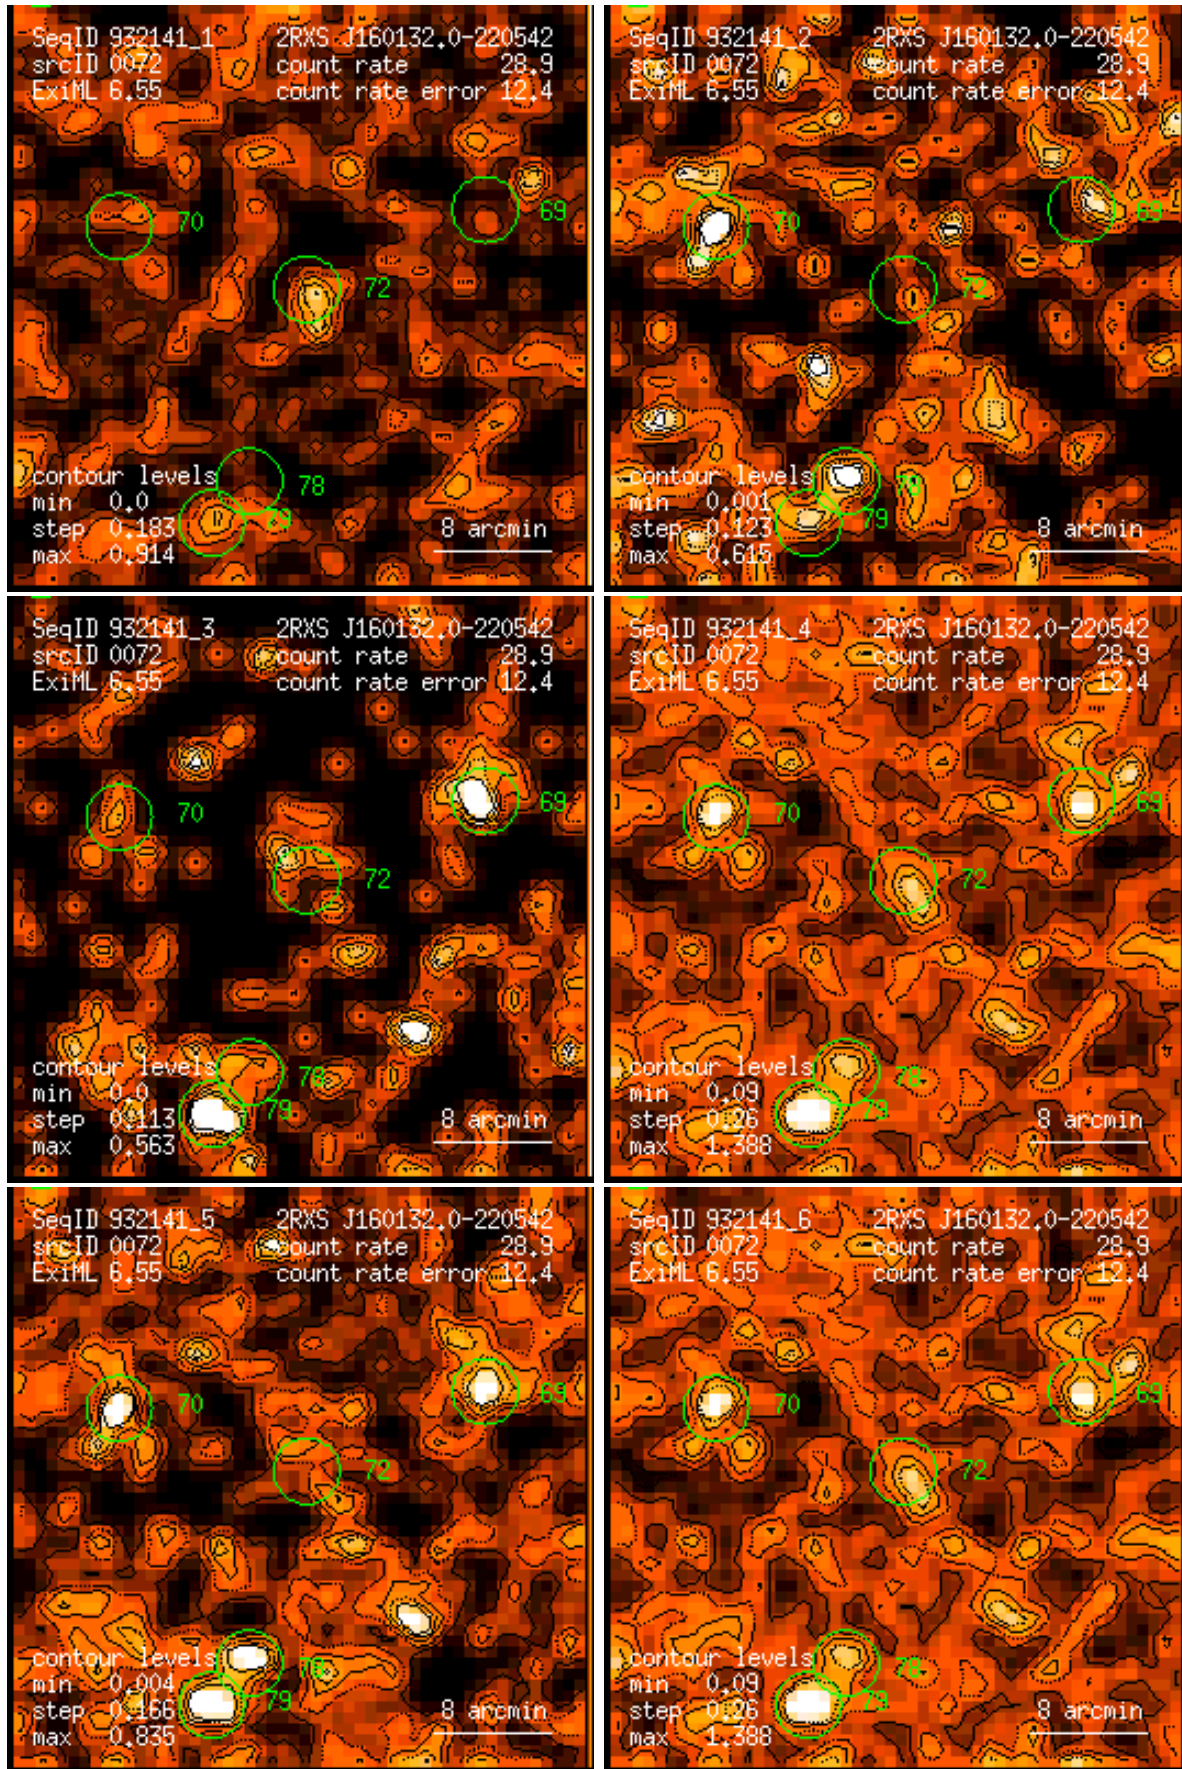 SeqID 932141_1 2RXS J160132.0-220542
srcID 0072 count rate 28.9
ExiML 6.55 count rate error 12.4
69
70
72
contour levels
78
min 0.0
79
step 0.183 8 arcmin
max 0.914
SeqID 932141_2 2RXS J160132.0-220542
srcID 0072 count rate 28.9
ExiML 6.55 count rate error 12.4
69
70
72
contour levels
78
min 0.001
79
step 0.123 8 arcmin
max 0.615
SeqID 932141_3 2RXS J160132.0-220542
srcID 0072 count rate 28.9
ExiML 6.55 count rate error 12.4
69
70
72
contour levels
78
min 0.0
79
step 0.113 8 arcmin
max 0.563
SeqID 932141_4 2RXS J160132.0-220542
srcID 0072 count rate 28.9
ExiML 6.55 count rate error 12.4
69
70
72
contour levels
78
min 0.09
79
step 0.26 8 arcmin
max 1.388
SeqID 932141_5 2RXS J160132.0-220542
srcID 0072 count rate 28.9
ExiML 6.55 count rate error 12.4
69
70
72
contour levels
78
min 0.004
79
step 0.166 8 arcmin
max 0.835
SeqID 932141_6 2RXS J160132.0-220542
srcID 0072 count rate 28.9
ExiML 6.55 count rate error 12.4
69
70
72
contour levels
78
min 0.09
79
step 0.26 8 arcmin
max 1.388